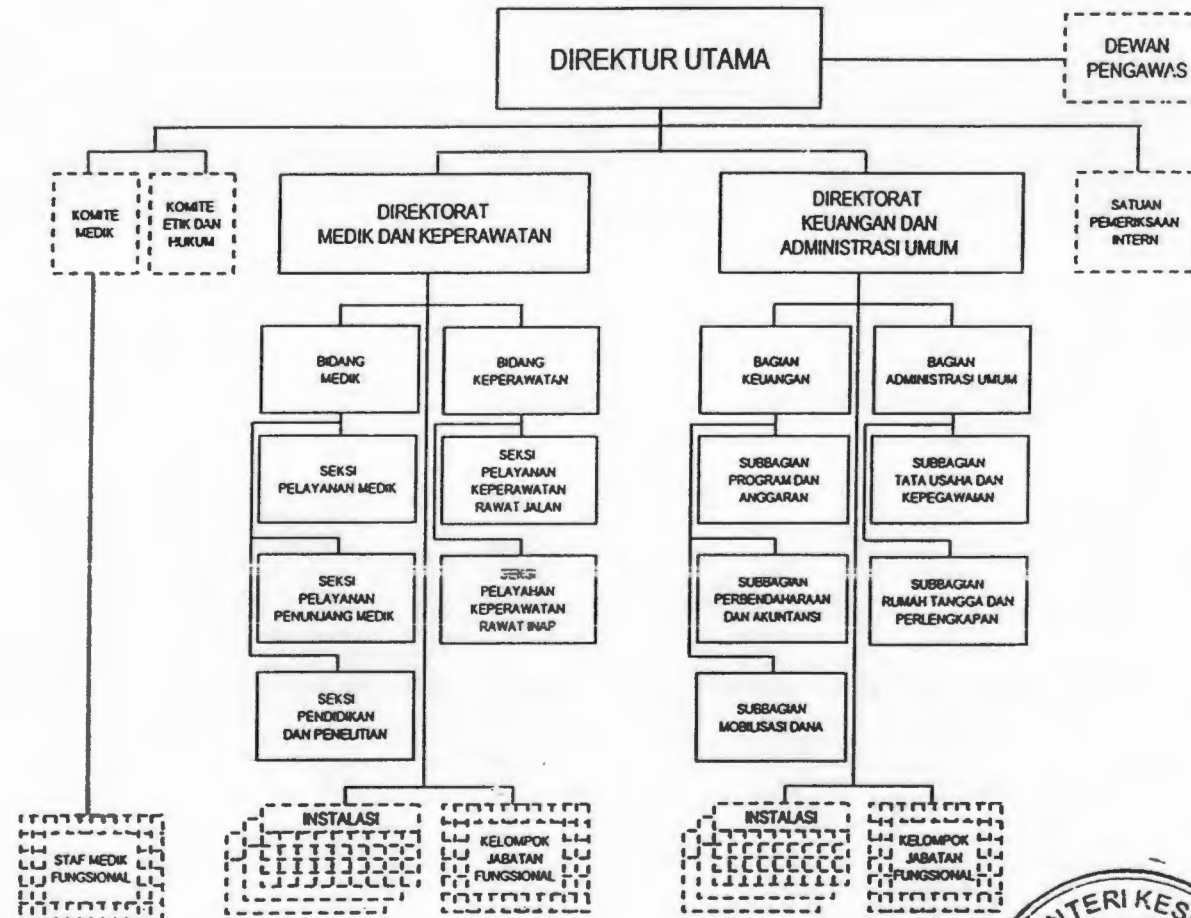 DIREKTUR UTAMA
DEWAN
PENGAWAS
KOMITE
MEDIK
KOMITE
ETIK DAN
HUKUM
DIREKTORAT
MEDIK DAN KEPERAWATAN
DIREKTORAT
KEUANGAN DAN
ADMINISTRASI UMUM
SATUAN
PEMERIKSAAN
INTERN
BIDANG
MEDIK
BIDANG
KEPERAWATAN
BAGIAN
KEUANGAN
BAGIAN
ADMINISTRASI UMUM
SEKSI
PELAYANAN MEDIK
SEKSI
PELAYANAN
KEPERAWATAN
RAWAT JALAN
SUBBAGIAN
PROGRAM DAN
ANGGARAN
SUBBAGIAN
TATA USAHA DAN
KEPEGAWAIAN
SEKSI
PELAYANAN
PENUNJANG MEDIK
SEKSI
PELAYAHAN
KEPERAWATAN
RAWAT INAP
SUBBAGIAN
PERBENDAHARAAN
DAN AKUNTANSI
SUBBAGIAN
RUMAH TANGGA DAN
PERLENGKAPAN
SEKSI
PENDIDIKAN
DAN PENELITIAN
SUBBAGIAN
MOBILISASI DANA
STAF MEDIK
FUNGSIONAL
INSTALASI
KELOMPOK
JABATAN
FUNGSIONAL
INSTALASI
KELOMPOK
JABATAN
FUNGSIONAL